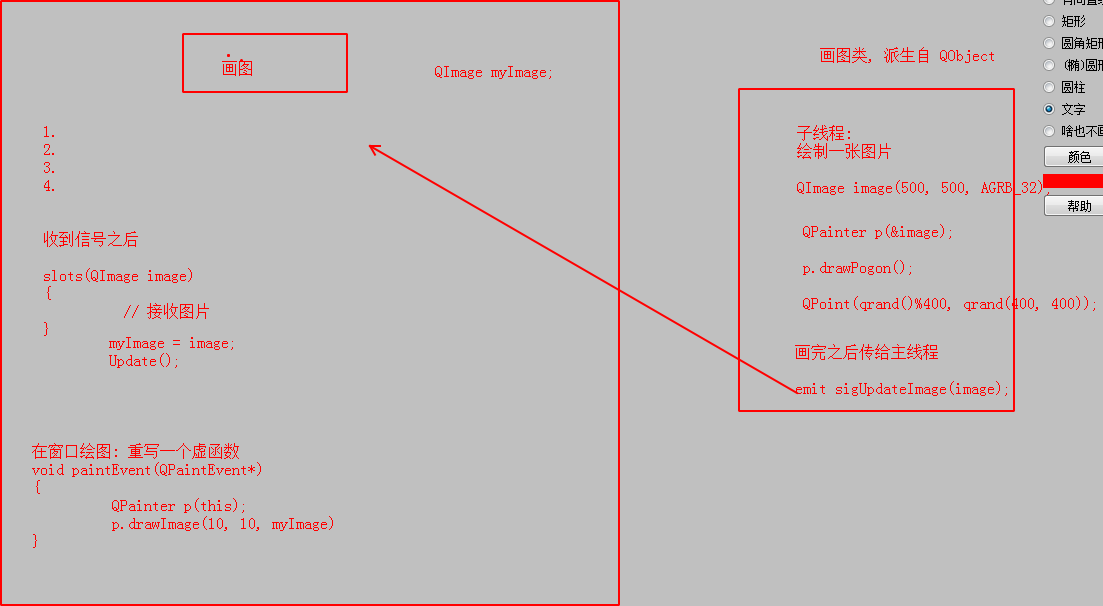 画图
QImage myImage;
1.
2.
3.
4.
收到信号之后
slots(QImage image)
{
// 接收图片
}
myImage = image;
Update();
在窗口绘图: 重写一个虚函数
void paintEvent(QPaintEvent*)
{
QPainter p(this);
p.drawImage(10, 10, myImage)
}
画图类, 派生自 QObject
子线程:
绘制一张图片
QImage image(500, 500, AGRB_32);
QPainter p(&image);
p.drawPogon();
QPoint(qrand()%400, qrand(400, 400));
画完之后传给主线程
emit sigUpdateImage(image);
矩形
圆角矩形
(椭)圆形
圆柱
文字
啥也不画
颜色
帮助